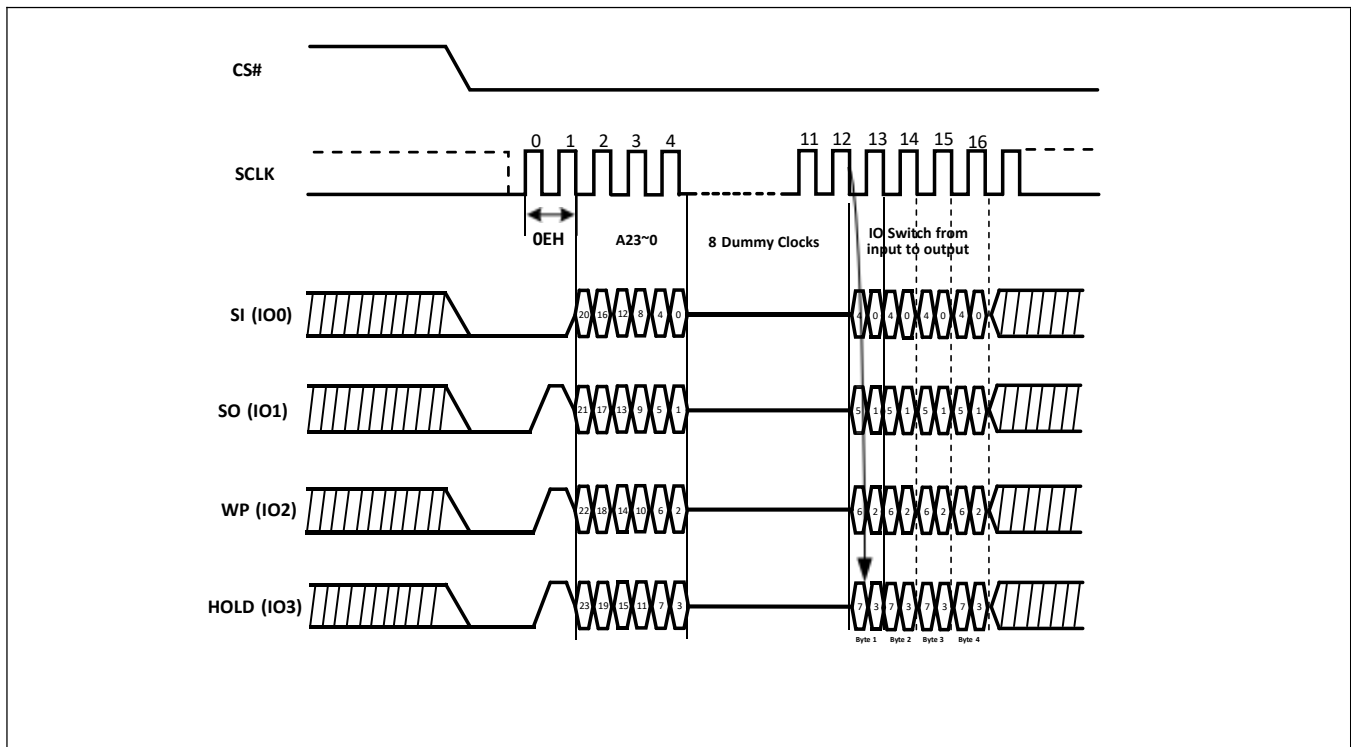 CS#
0 1 2 3 4 11 12 13 14 15 16
SCLK
0EH A23~0 8 Dummy Clocks IO Switch from
input to output
SI (IO0) 20 16 12 8 4 0 4 0 4 0 4 0 4 0
SO (IO1) 21 17 13 9 5 1 5 1 5 1 5 1 5 1
WP (IO2) 22 18 14 10 6 2 6 2 6 2 6 2 6 2
HOLD (IO3) 23 19 15 11 7 3 7 3 7 3 7 3 7 3
Byte 1 Byte 2 Byte 3 Byte 4